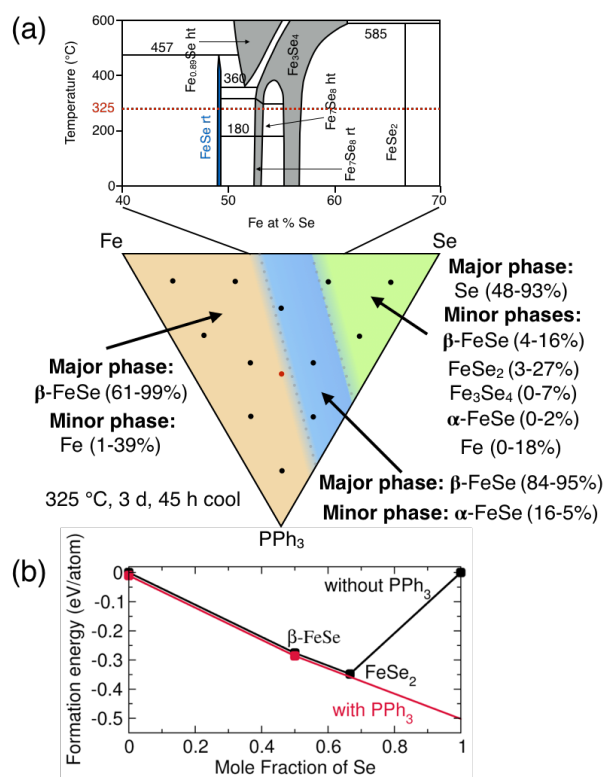 (a)
600
400
325
200
0
Temperature (°C)
457
585
360
180
Fe0.89Se ht
Fe3Se4
Fe7Se8 ht
FeSe rt
Fe7Se8 rt
FeSe2
40
50
60
70
Fe at % Se
Fe
Se
PPh3
Major phase:
Se (48-93%)
Minor phases:
β-FeSe (4-16%)
FeSe2 (3-27%)
Fe3Se4 (0-7%)
α-FeSe (0-2%)
Fe (0-18%)
Major phase:
β-FeSe (61-99%)
Minor phase:
Fe (1-39%)
Major phase: β-FeSe (84-95%)
Minor phase: α-FeSe (16-5%)
325 °C, 3 d, 45 h cool
(b)
Formation energy (eV/atom)
0
-0.1
-0.2
-0.3
-0.4
-0.5
without PPh3
β-FeSe
FeSe2
with PPh3
0
0.2
0.4
0.6
0.8
1
Mole Fraction of Se